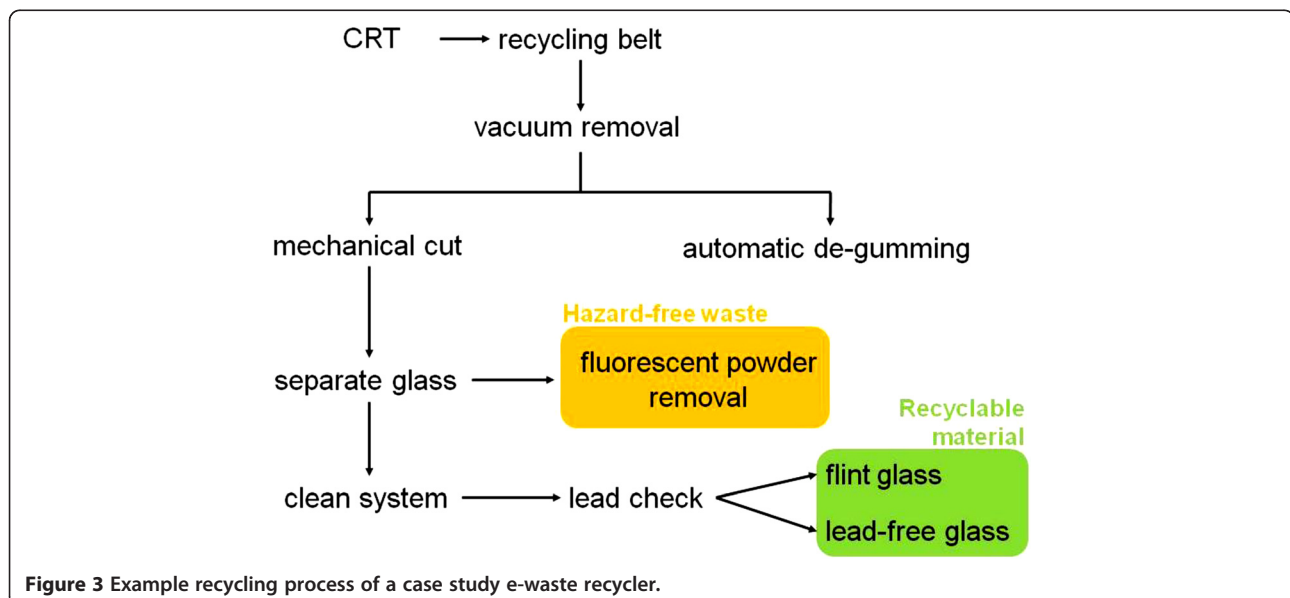 CRT
recycling belt
vacuum removal
mechanical cut
automatic de-gumming
Hazard-free waste
fluorescent powder
removal
separate glass
Recyclable
material
flint glass
clean system
lead check
lead-free glass
Figure 3 Example recycling process of a case study e-waste recycler.